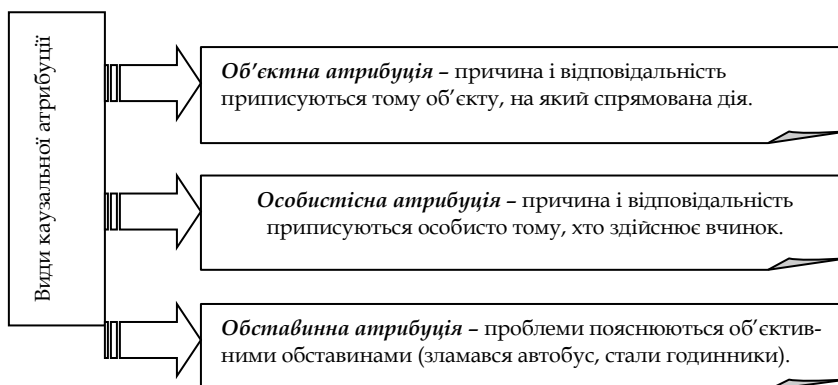 Види каузальної атрибуції
Об’єктна атрибуція – причина і відповідальність
приписуються тому об’єкту, на який спрямована дія.
Особистісна атрибуція – причина і відповідальність
приписуються особисто тому, хто здійснює вчинок.
Обставинна атрибуція – проблеми пояснюються об’єктив-
ними обставинами (зламався автобус, стали годинники).